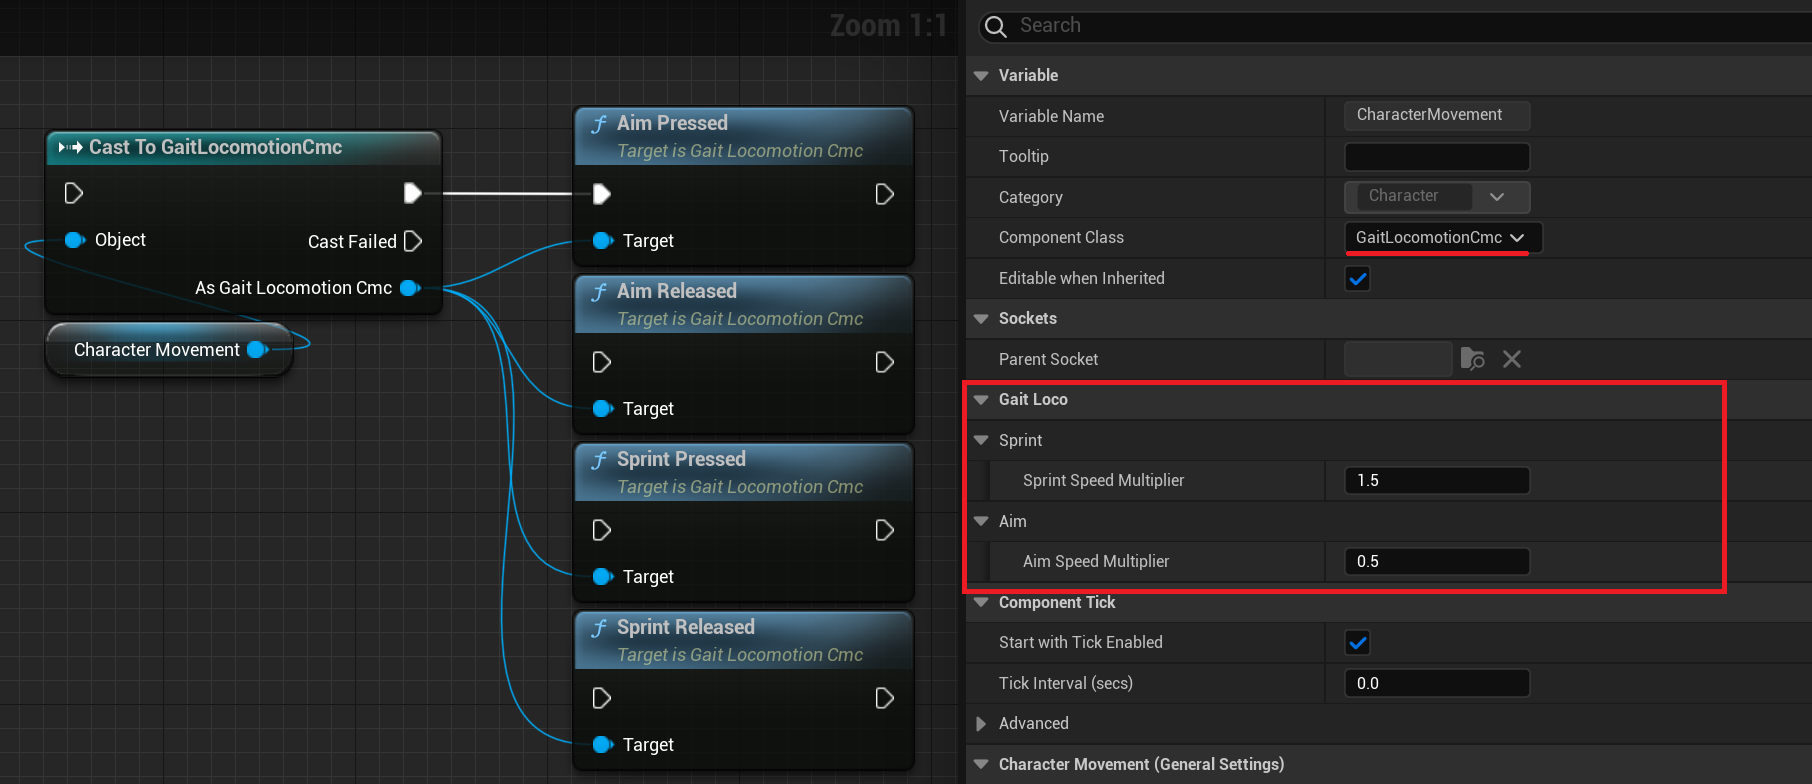 Zoom 1:1
Cast To GaitLocomotionCmc
Object
Cast Failed
As Gait Locomotion Cmc
Character Movement
Aim Pressed
Target is Gait Locomotion Cmc
Target
Aim Released
Target is Gait Locomotion Cmc
Target
Sprint Pressed
Target is Gait Locomotion Cmc
Target
Sprint Released
Target is Gait Locomotion Cmc
Target
Search
Variable
Variable Name CharacterMovement
Tooltip
Category Character
Component Class GaitLocomotionCmc
Editable when Inherited
Sockets
Parent Socket
Gait Loco
Sprint
Sprint Speed Multiplier 1.5
Aim
Aim Speed Multiplier 0.5
Component Tick
Start with Tick Enabled
Tick Interval (secs) 0.0
Advanced
Character Movement (General Settings)